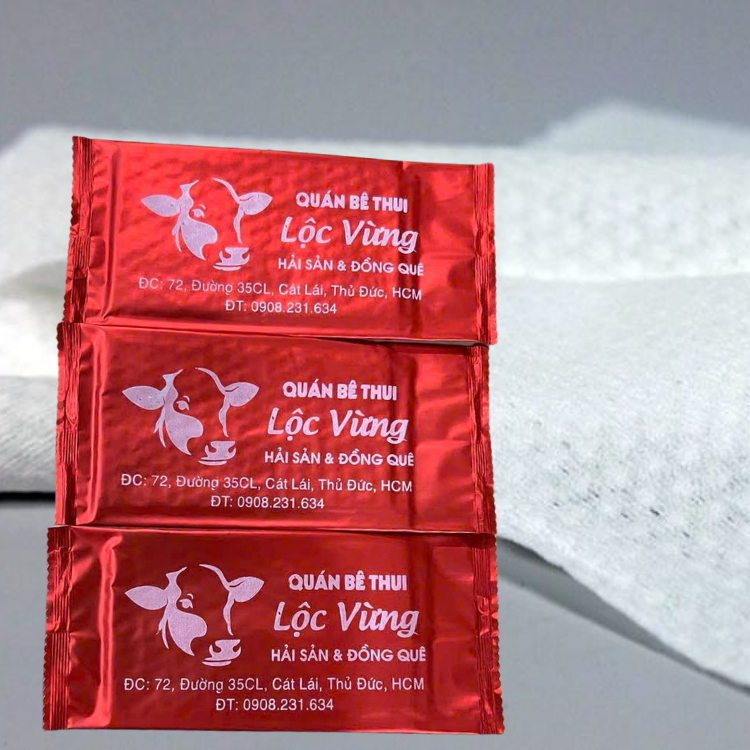 QUÁN BÊ THUI
Lộc Vừng
HẢI SẢN & ĐỒNG QUÊ
ĐC: 72, Đường 35CL, Cát Lái, Thủ Đức, HCM
ĐT: 0908.231.634
QUÁN BÊ THUI
Lộc Vừng
HẢI SẢN & ĐỒNG QUÊ
ĐC: 72, Đường 35CL, Cát Lái, Thủ Đức, HCM
ĐT: 0908.231.634
QUÁN BÊ THUI
Lộc Vừng
HẢI SẢN & ĐỒNG QUÊ
ĐC: 72, Đường 35CL, Cát Lái, Thủ Đức, HCM
ĐT: 0908.231.634